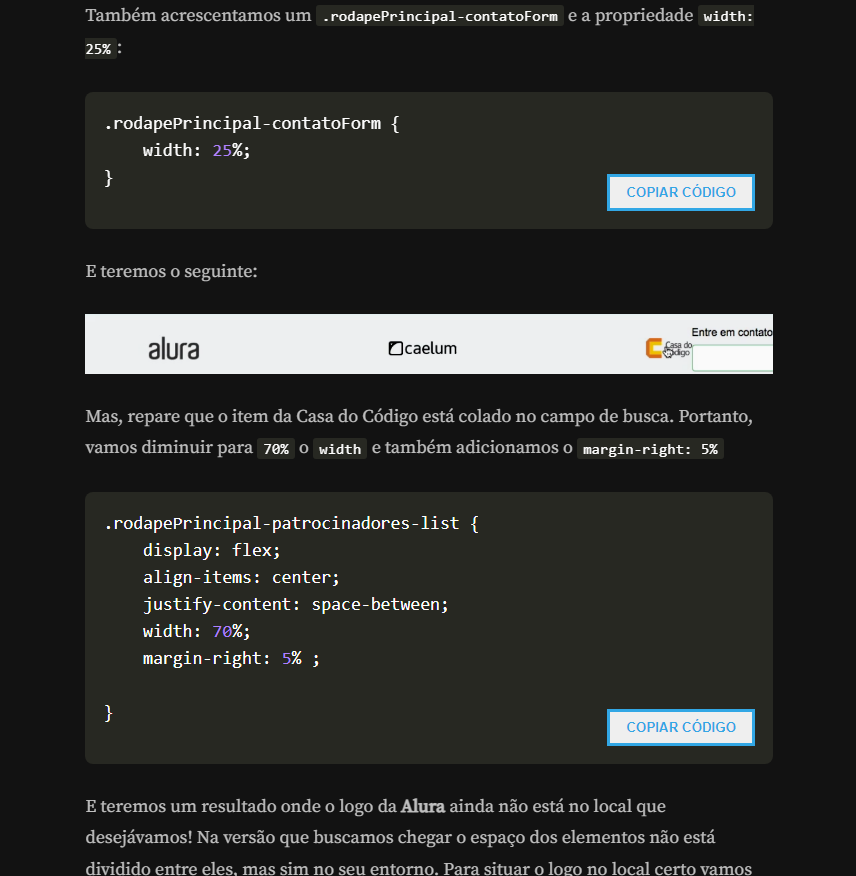 Também acrescentamos um .rodapePrincipal-contatoForm e a propriedade width:
25% :
.rodapePrincipal-contatoForm {
    width: 25%;
}
COPIAR CÓDIGO
E teremos o seguinte:
alura
caelum
Casa do
Código
Entre em contato
Mas, repare que o item da Casa do Código está colado no campo de busca. Portanto,
vamos diminuir para 70% o width e também adicionamos o margin-right: 5%
.rodapePrincipal-patrocinadores-list {
    display: flex;
    align-items: center;
    justify-content: space-between;
    width: 70%;
    margin-right: 5% ;
}
COPIAR CÓDIGO
E teremos um resultado onde o logo da Alura ainda não está no local que
desejávamos! Na versão que buscamos chegar o espaço dos elementos não está
dividido entre eles, mas sim no seu entorno. Para situar o logo no local certo vamos